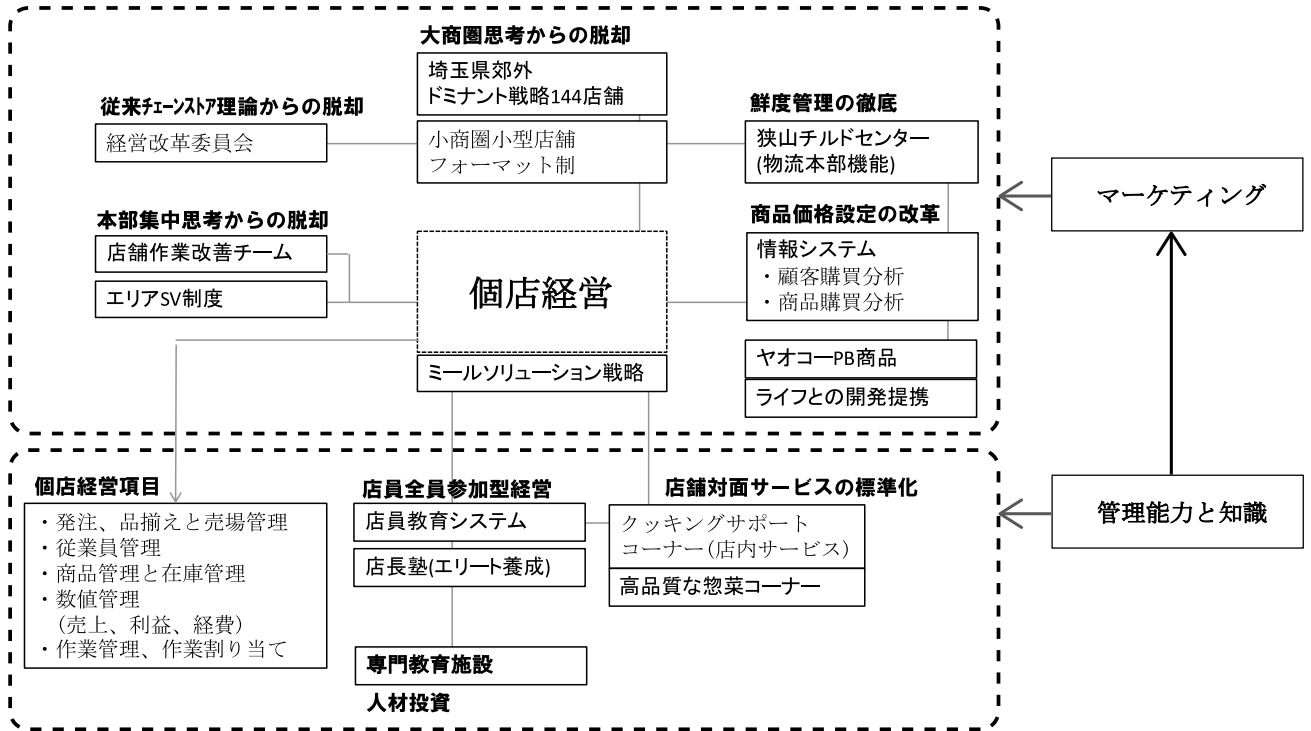 大商圏思考からの脱却
埼玉県郊外
ドミナント戦略144店舗
従来ﾁｪｰﾝｽﾄｱ理論からの脱却
経営改革委員会
小商圏小型店舗
フォーマット制
鮮度管理の徹底
狭山チルドセンター
(物流本部機能)
本部集中思考からの脱却
店舗作業改善チーム
エリアSV制度
個店経営
ミールソリューション戦略
商品価格設定の改革
情報システム
・顧客購買分析
・商品購買分析
ヤオコーPB商品
ライフとの開発提携
マーケティング
個店経営項目
・発注、品揃えと売場管理
・従業員管理
・商品管理と在庫管理
・数値管理
（売上、利益、経費）
・作業管理、作業割り当て
店員全員参加型経営
店員教育システム
店長塾(エリート養成)
専門教育施設
人材投資
店舗対面サービスの標準化
クッキングサポート
コーナー（店内サービス）
高品質な惣菜コーナー
管理能力と知識